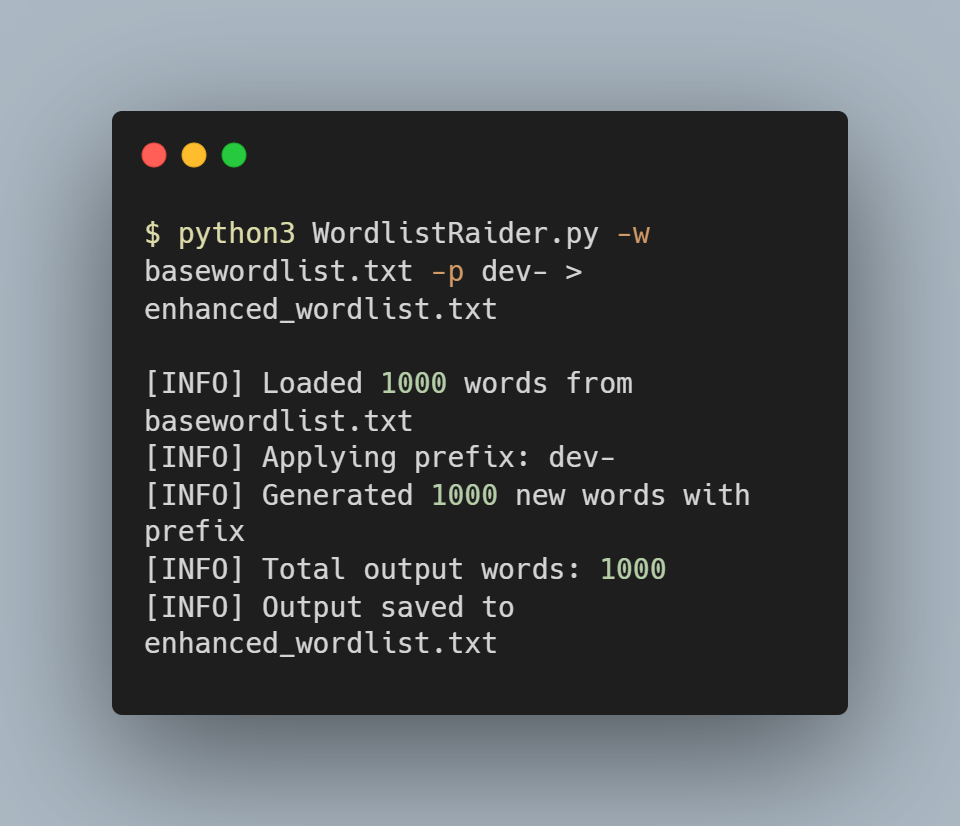 $ python3 WordlistRaider.py -w
basewordlist.txt -p dev- >
enhanced_wordlist.txt
[INFO] Loaded 1000 words from
basewordlist.txt
[INFO] Applying prefix: dev-
[INFO] Generated 1000 new words with
prefix
[INFO] Total output words: 1000
[INFO] Output saved to
enhanced_wordlist.txt